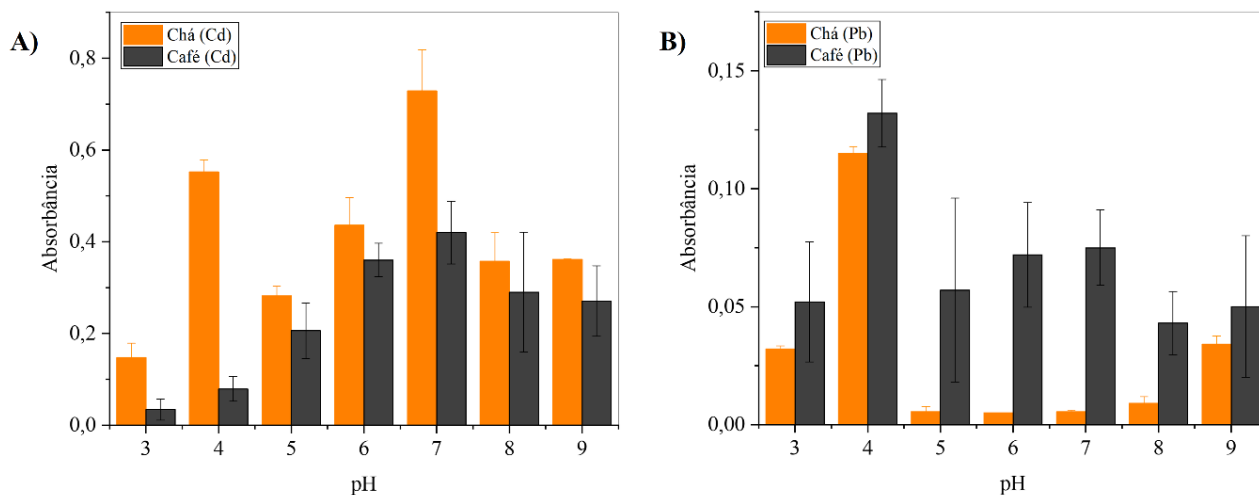 A)
Chá (Cd)
Café (Cd)
Absorbância
0,8
0,6
0,4
0,2
0,0
3 4 5 6 7 8 9
pH
B)
Chá (Pb)
Café (Pb)
Absorbância
0,15
0,10
0,05
0,00
3 4 5 6 7 8 9
pH